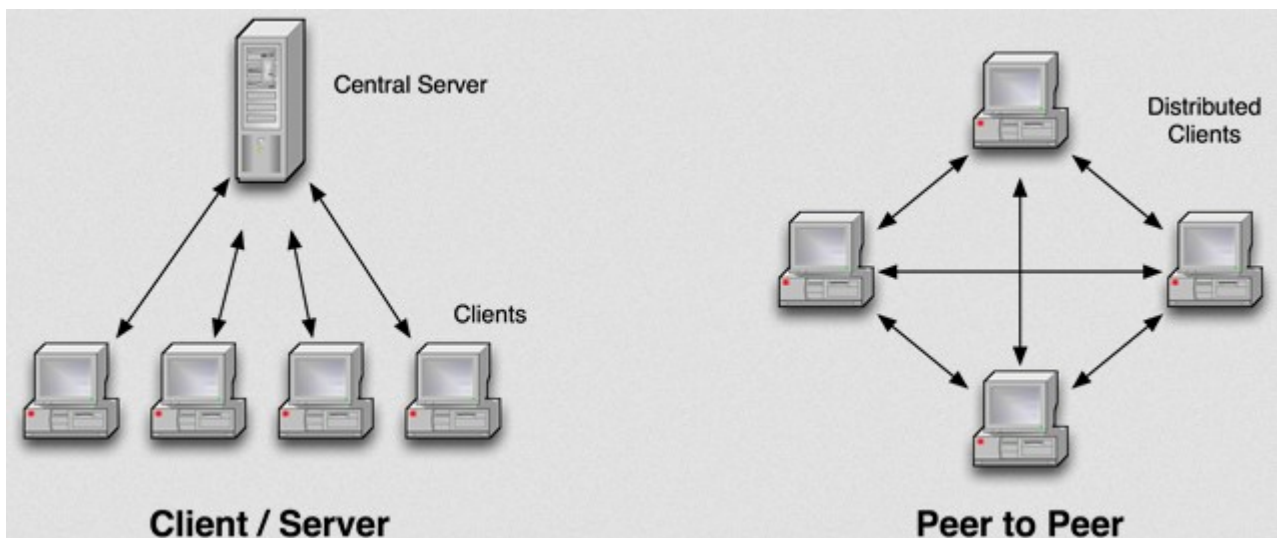 Central Server
Distributed
Clients
Clients
Client / Server
Peer to Peer